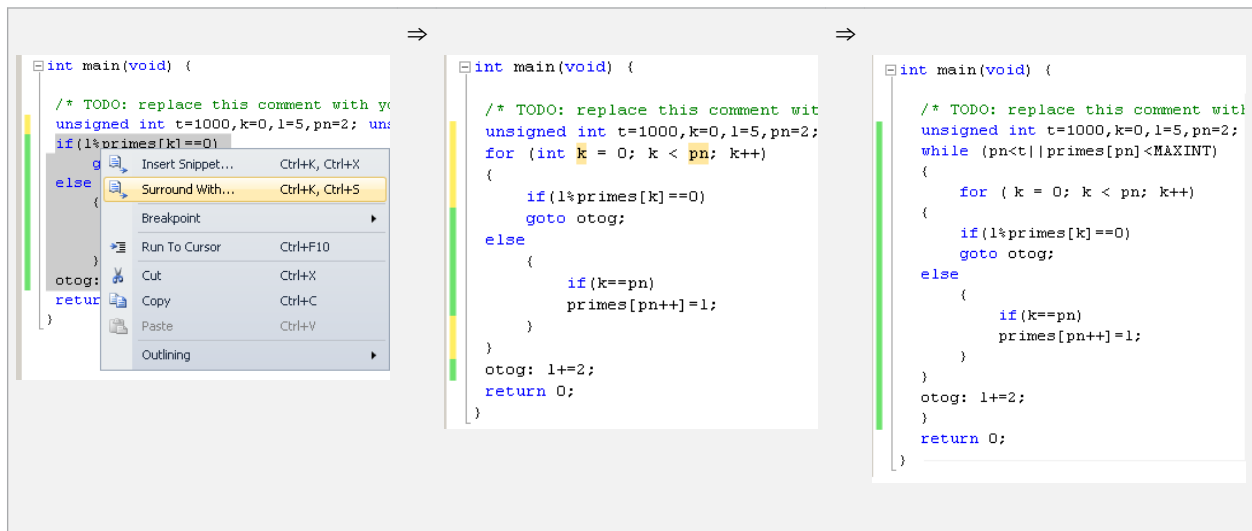 ⇒
⇒
int main(void) {
/* TODO: replace this comment with yo
unsigned int t=1000,k=0,l=5,pn=2; uns
if(l%primes[k]==0)
g
else
{
}
otog:
retur
}
Insert Snippet... Ctrl+K, Ctrl+X
Surround With... Ctrl+K, Ctrl+S
Breakpoint
Run To Cursor Ctrl+F10
Cut Ctrl+X
Copy Ctrl+C
Paste Ctrl+V
Outlining
int main(void) {
/* TODO: replace this comment wit
unsigned int t=1000,k=0,l=5,pn=2;
for (int k = 0; k < pn; k++)
{
if(l%primes[k]==0)
goto otog;
else
{
if(k==pn)
primes[pn++]=l;
}
}
otog: l+=2;
return 0;
}
int main(void) {
/* TODO: replace this comment with
unsigned int t=1000,k=0,l=5,pn=2;
while (pn<t||primes[pn]<MAXINT)
{
for ( k = 0; k < pn; k++)
{
if(l%primes[k]==0)
goto otog;
else
{
if(k==pn)
primes[pn++]=l;
}
}
otog: l+=2;
}
return 0;
}